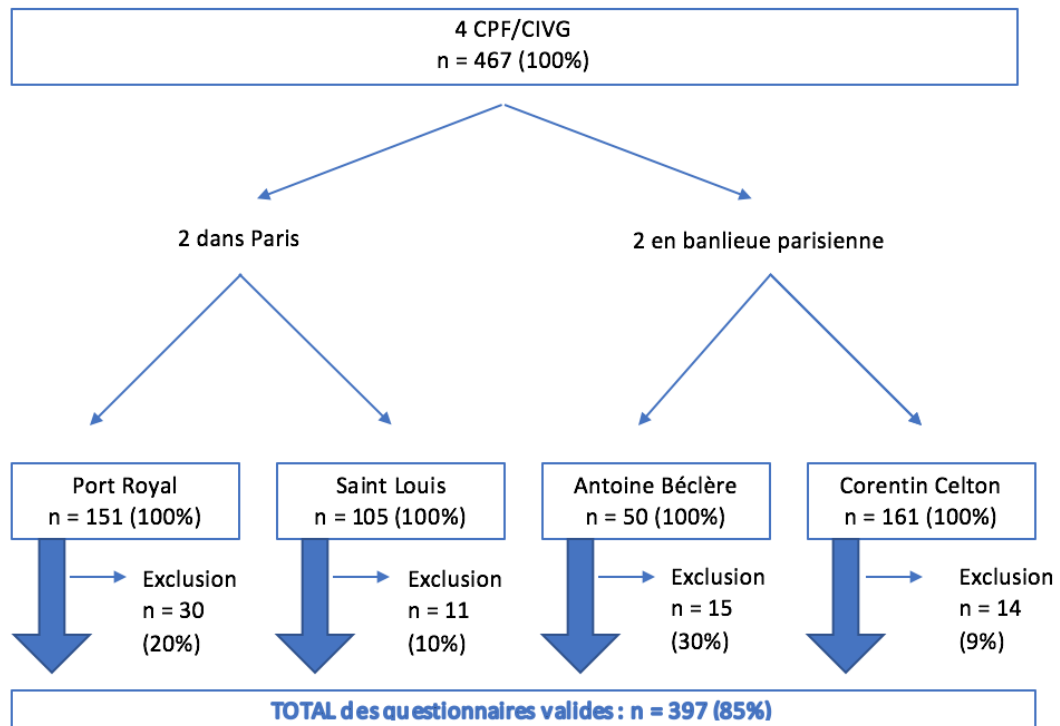 4 CPF/CIVG
n = 467 (100%)
2 dans Paris
2 en banlieue parisienne
Port Royal
n = 151 (100%)
Saint Louis
n = 105 (100%)
Antoine Béclère
n = 50 (100%)
Corentin Celton
n = 161 (100%)
Exclusion
n = 30
(20%)
Exclusion
n = 11
(10%)
Exclusion
n = 15
(30%)
Exclusion
n = 14
(9%)
TOTAL des questionnaires valides : n = 397 (85%)